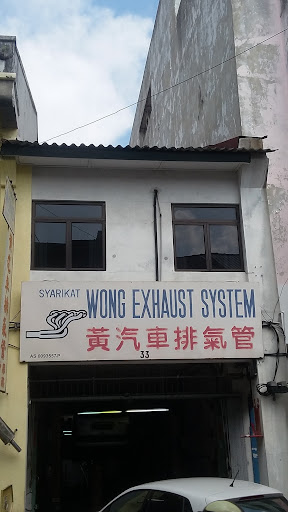 SYARIKAT WONG EXHAUST SYSTEM
黃汽車排氣管
33